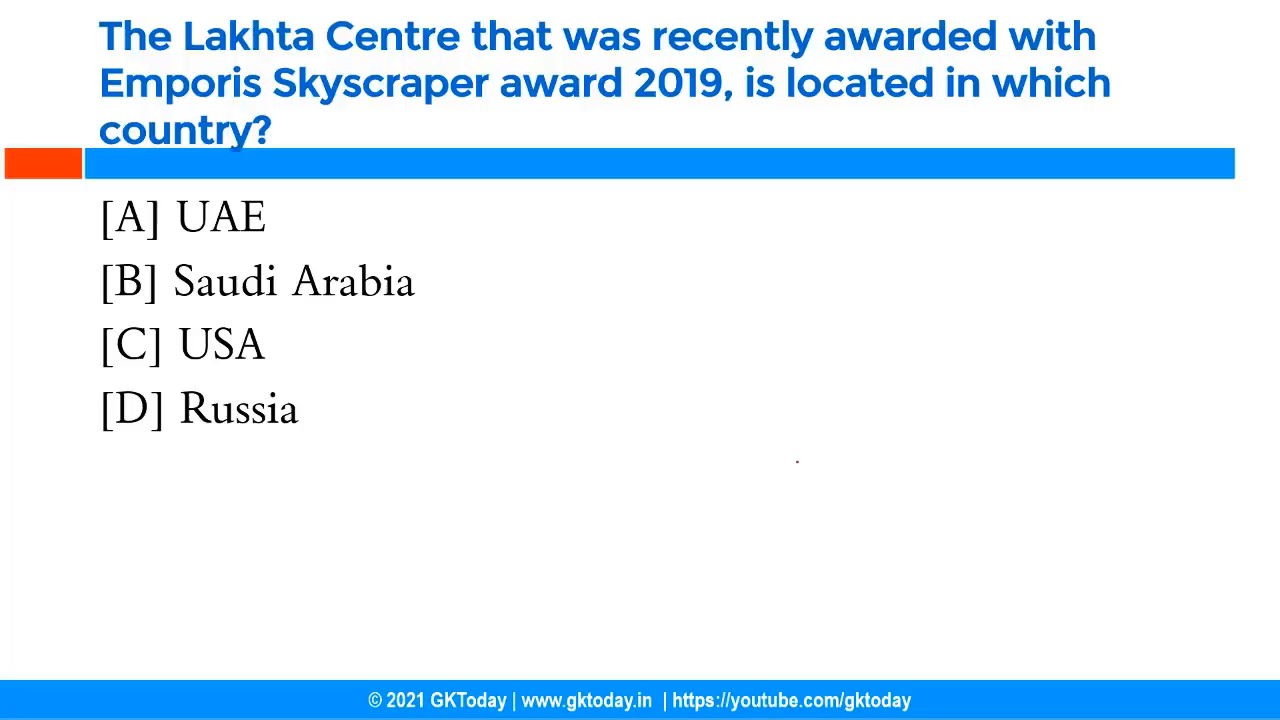 The Lakhta Centre that was recently awarded with
Emporis Skyscraper award 2019, is located in which
country?
[A] UAE
[B] Saudi Arabia
[C] USA
[D] Russia
© 2021 GKToday | www.gktoday.in | https://youtube.com/gktoday